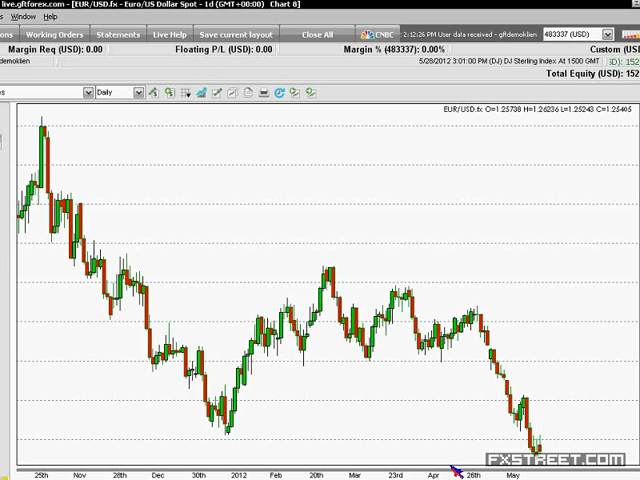 live.gftforex.com - [EUR/USD.fx - Euro/US Dollar Spot - 1d (GMT+00:00) Chart 8]
Window Help
Working Orders Statements Live Help Save current layout Close All CNBC 2:12:26 PM User data received - gftdemoklien 483337 (USD)
Margin Req (USD): 0.00 Floating P/L (USD): 0.00 Margin % (483337): 0.00% Custom (US
demoklien 5/28/2012 3:01:00 PM (DJ) DJ Sterling Index At 1500 GMT iD): 152
Total Equity (USD): 152
Daily
EUR/USD.fx O=1.25738 H=1.26236 L=1.25243 C=1.25405
FXSTREET.COM
25th Nov 28th Dec 30th 2012 Feb 20th Mar 23rd Apr 26th May